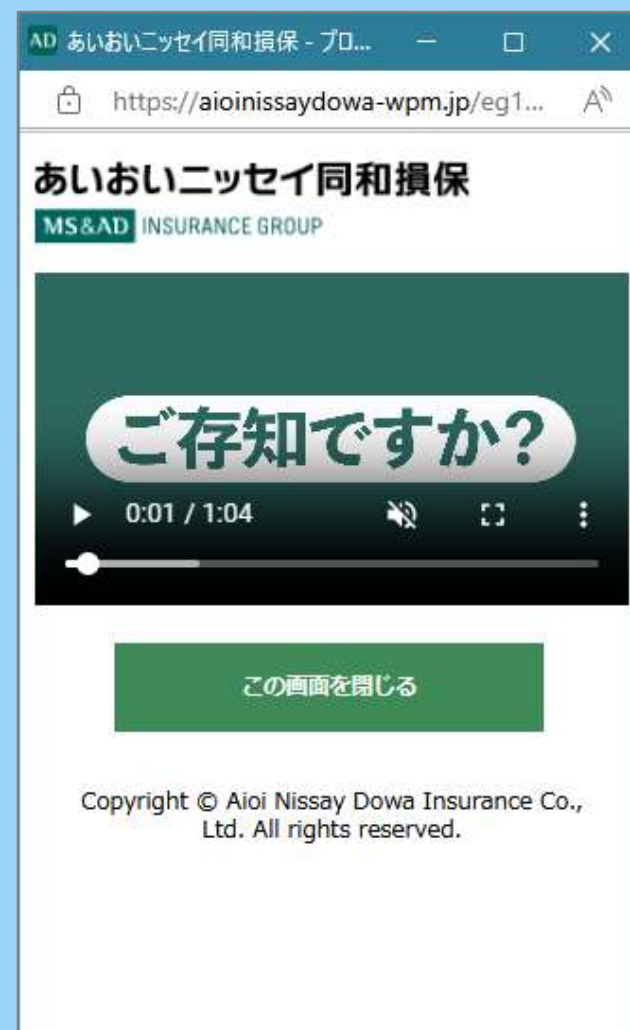 AD あいおいニッセイ同和損保 - プロ...
https://aioinissaydowa-wpm.jp/eg1...
あいおいニッセイ同和損保
MS&AD INSURANCE GROUP
ご存知ですか?
0:01 / 1:04
この画面を閉じる
Copyright © Aioi Nissay Dowa Insurance Co.,
Ltd. All rights reserved.